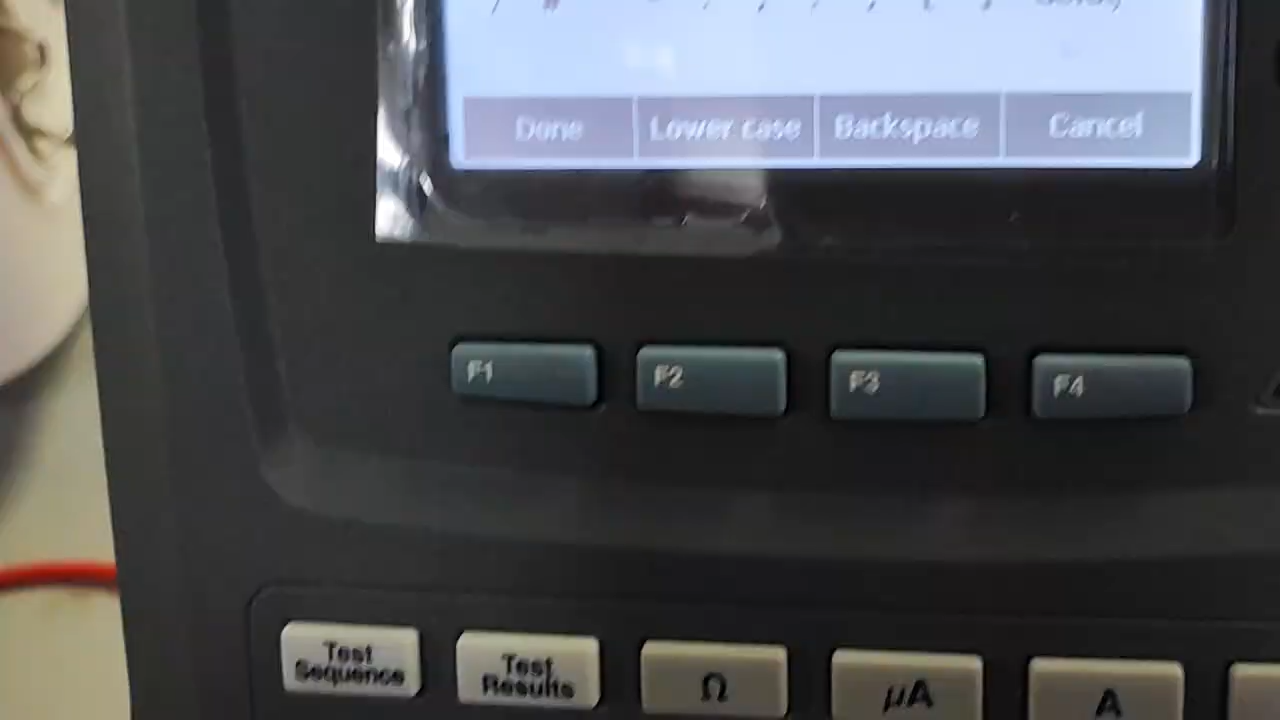 Done Lower case Backspace Cancel
F1 F2 F3 F4
Test Sequence
Test Results
Ω
µA
A